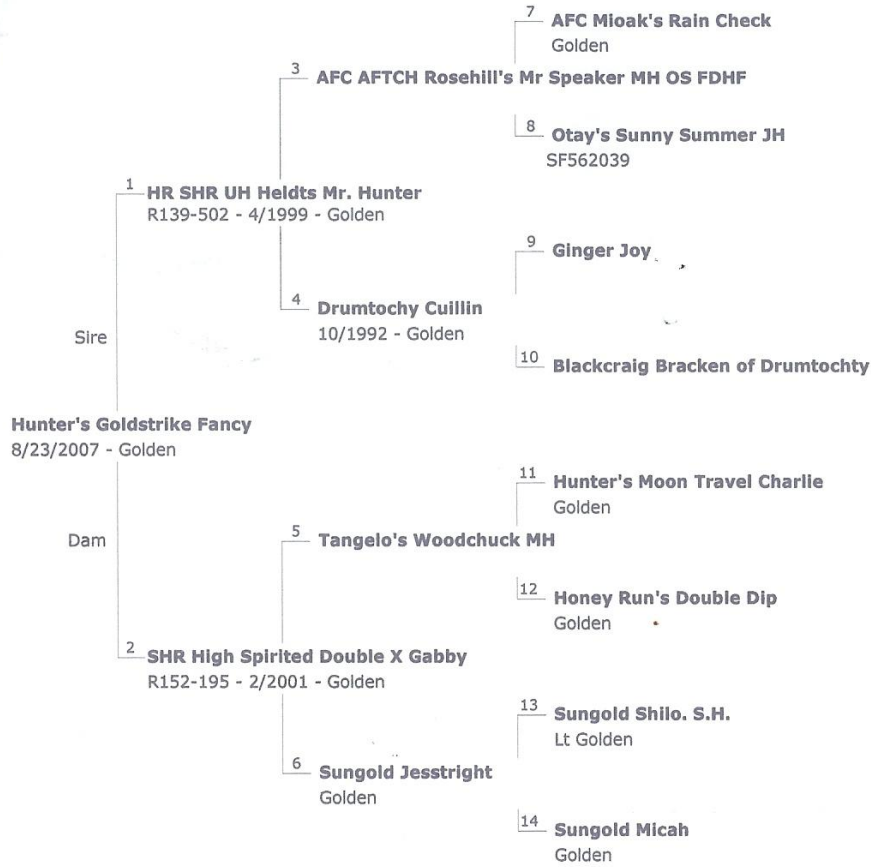 7
AFC Mioak's Rain Check
Golden
3
AFC AFTCH Rosehill's Mr Speaker MH OS FDHF
8
Otay's Sunny Summer JH
SF562039
1
HR SHR UH Heldts Mr. Hunter
R139-502 - 4/1999 - Golden
9
Ginger Joy
4
Drumtochy Cuillin
10/1992 - Golden
Sire
10
Blackcraig Bracken of Drumtochty
Hunter's Goldstrike Fancy
8/23/2007 - Golden
11
Hunter's Moon Travel Charlie
Golden
Dam
5
Tangelo's Woodchuck MH
12
Honey Run's Double Dip
Golden
2
SHR High Spirited Double X Gabby
R152-195 - 2/2001 - Golden
13
Sungold Shilo. S.H.
Lt Golden
6
Sungold Jesstright
Golden
14
Sungold Micah
Golden